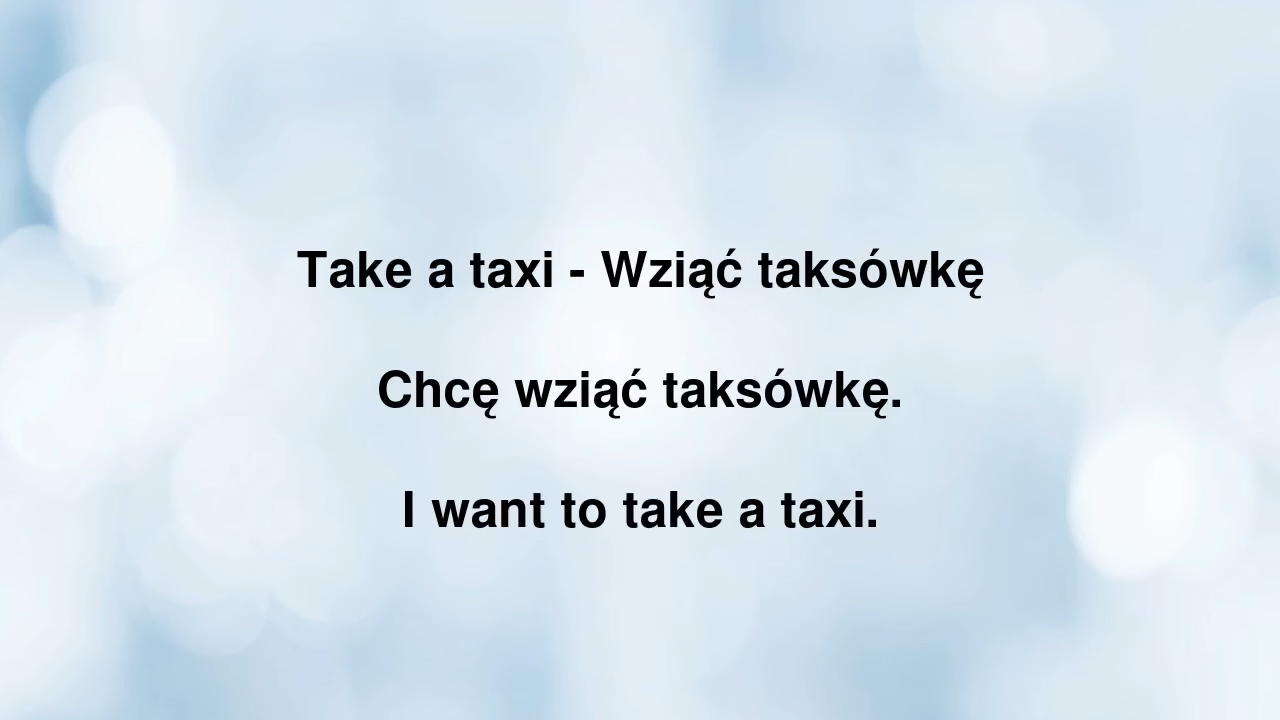 Take a taxi - Wziąć taksówkę
Chcę wziąć taksówkę.
I want to take a taxi.